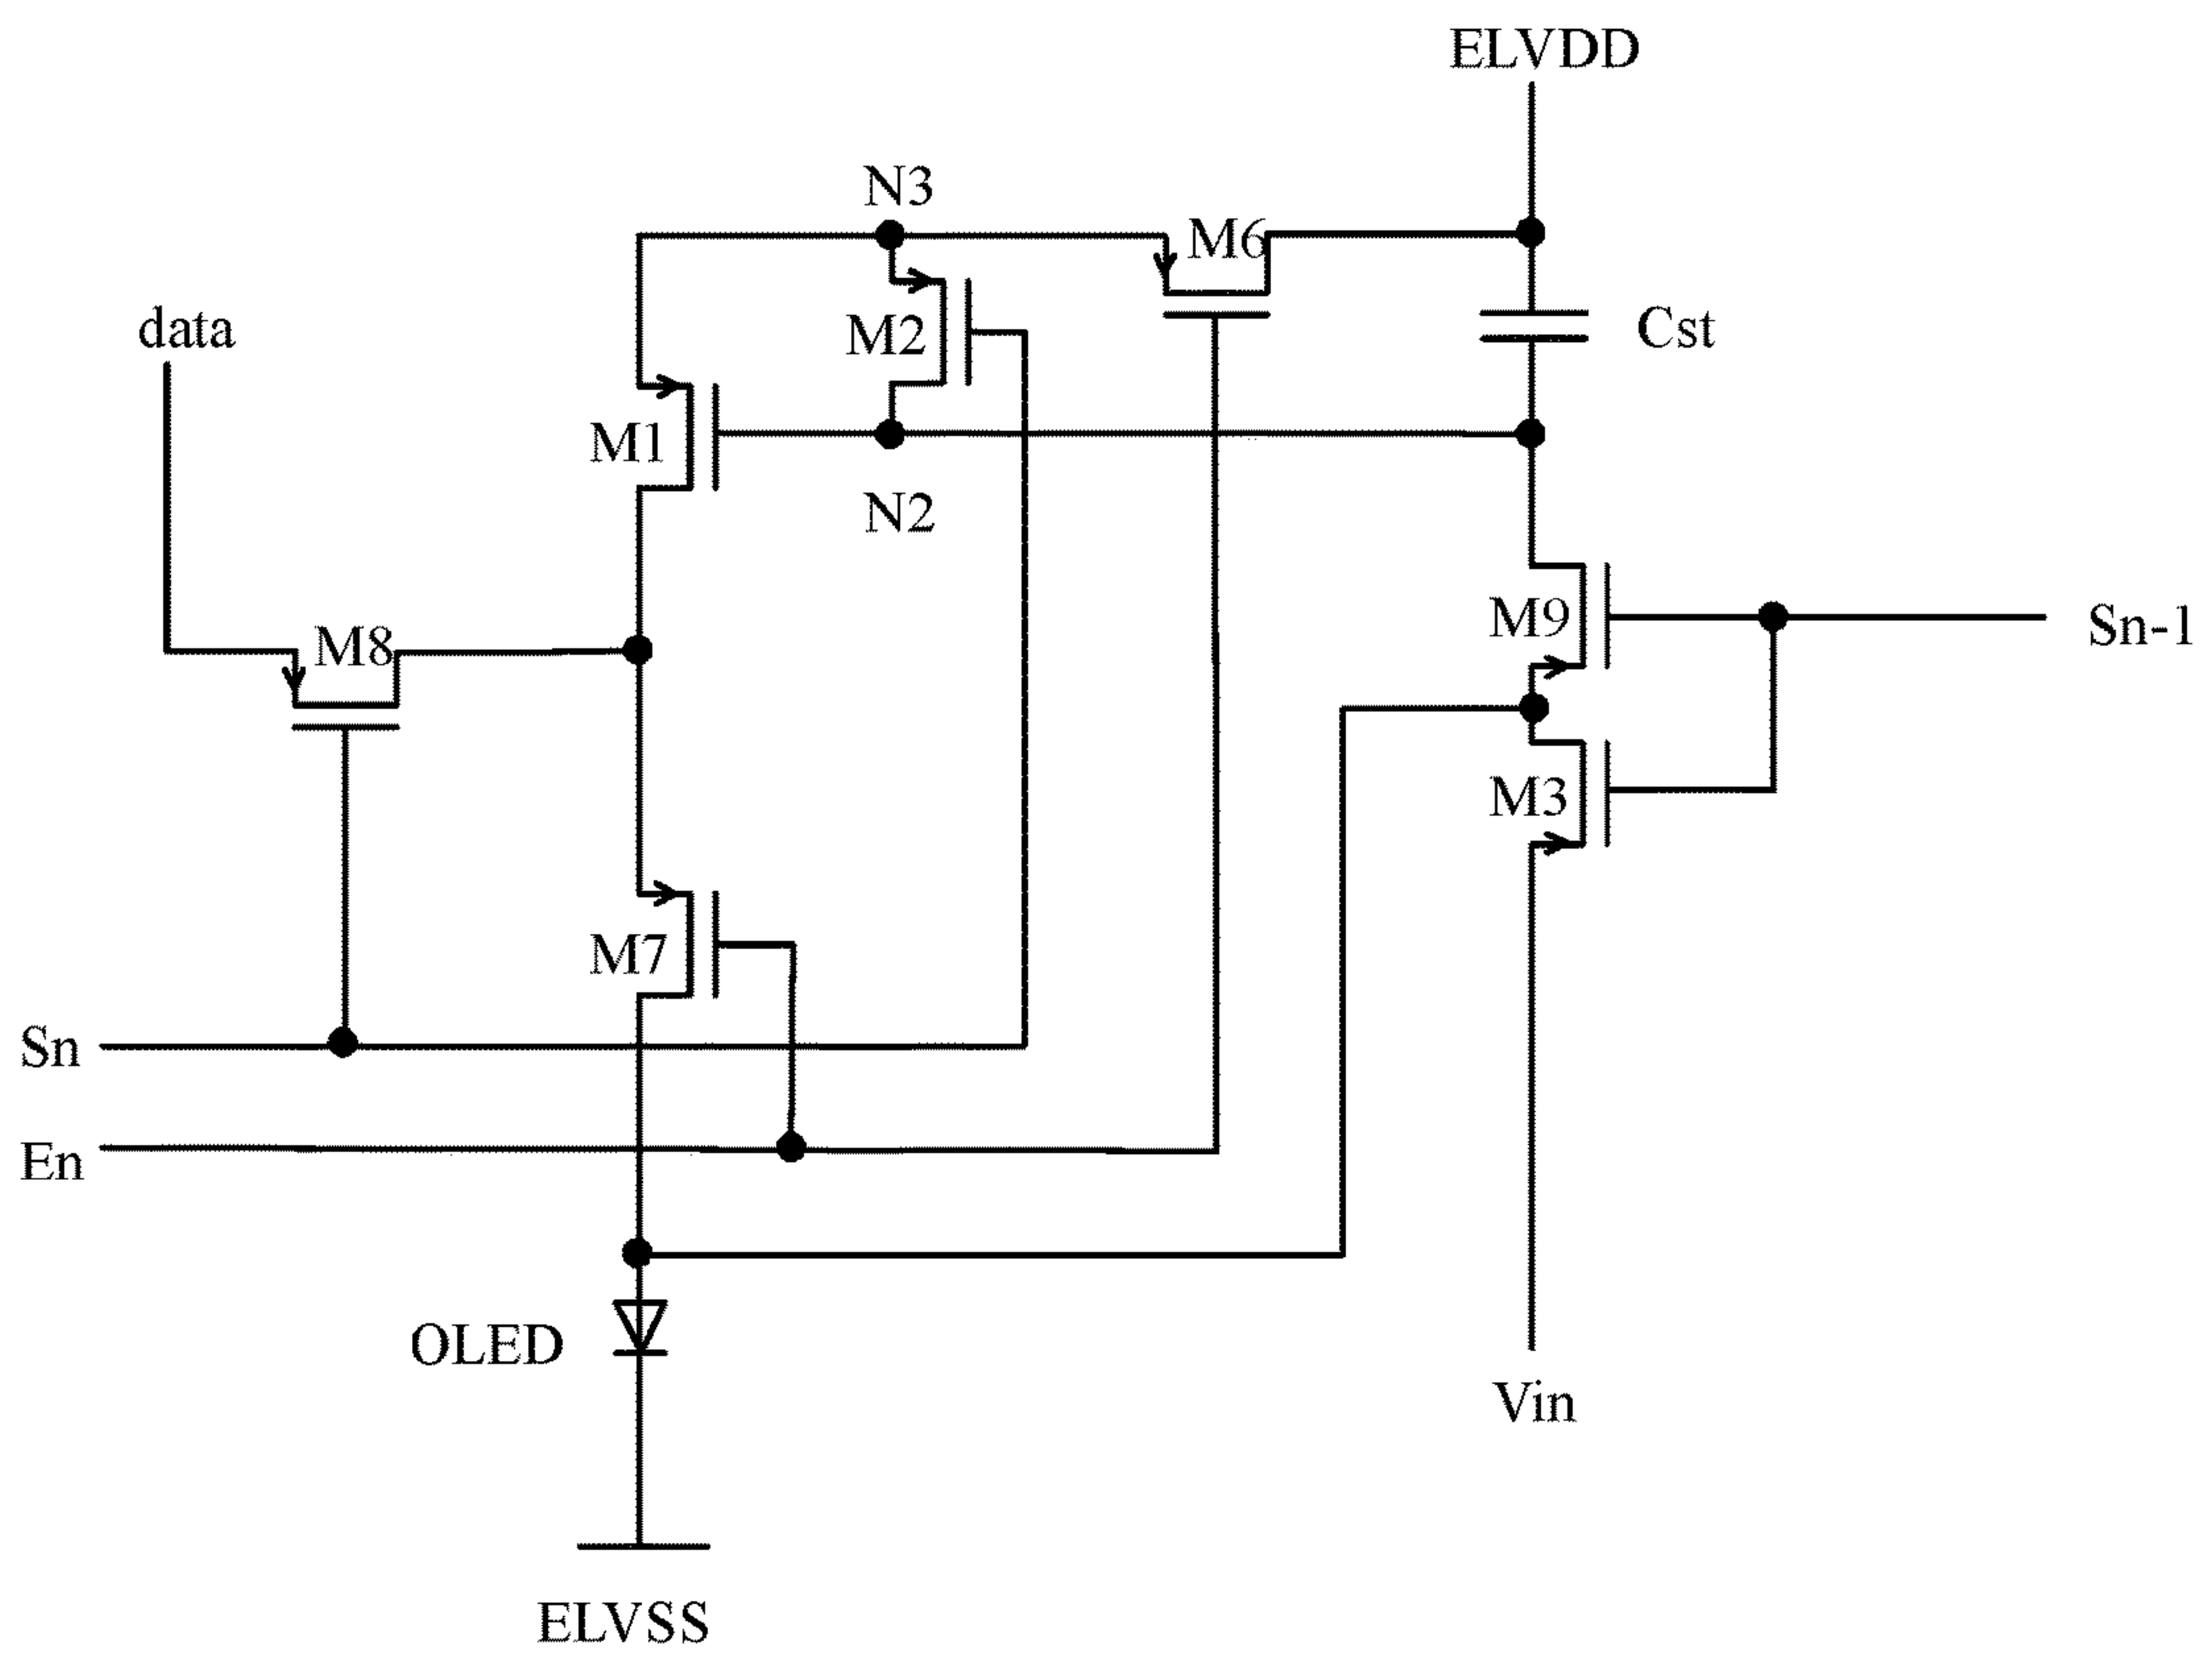 ELVDD
N3
M6
data
M2
Cst
M1
N2
M8
M9
Sn-1
M3
M7
Sn
En
OLED
Vin
ELVSS